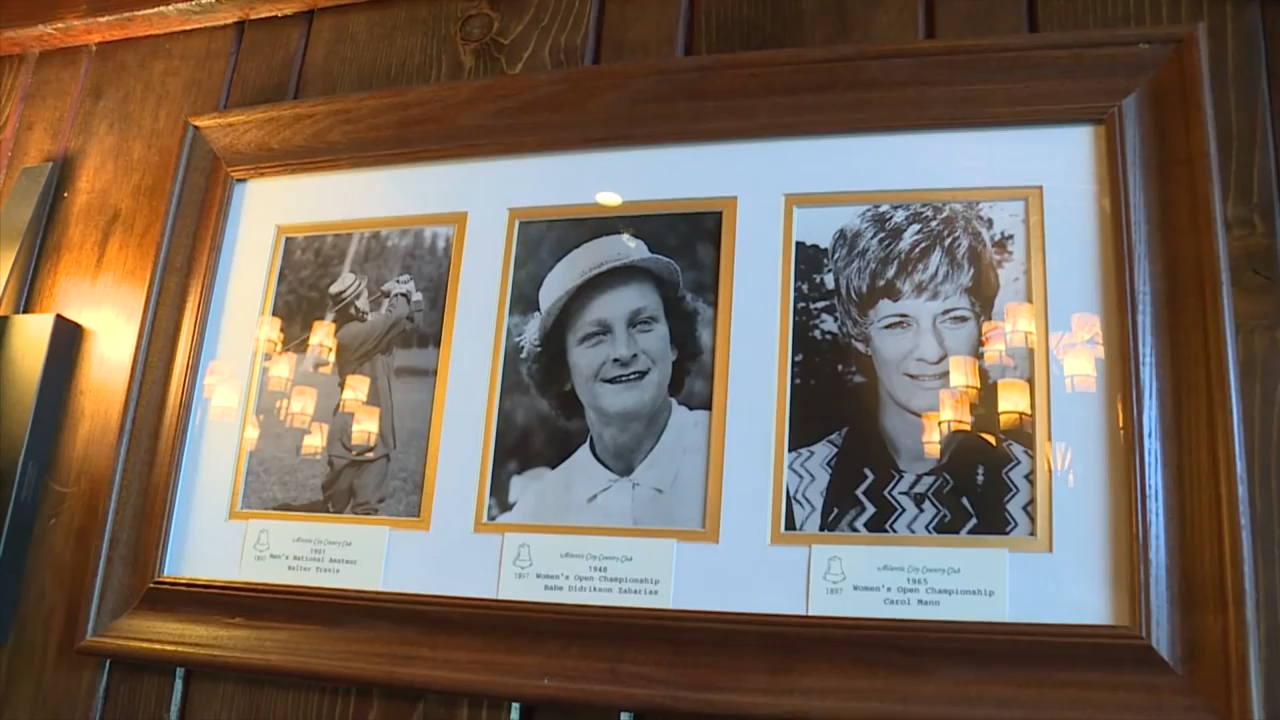 Atlantic City Country Club
1901
1897 Men's National Amateur
Walter Travis
Atlantic City Country Club
1948
1897 Women's Open Championship
Babe Didrikson Zaharias
Atlantic City Country Club
1965
1897 Women's Open Championship
Carol Mann